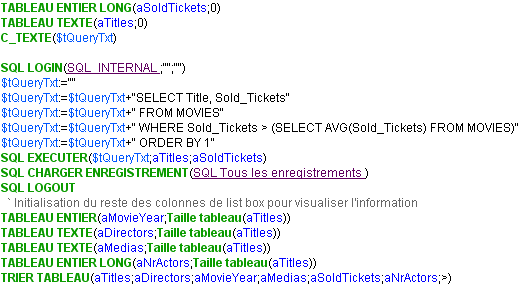 TABLEAU ENTIER LONG(aSoldTickets;0)
TABLEAU TEXTE(aTitles;0)
C_TEXTE($tQueryTxt)
SQL LOGIN(SQL_INTERNAL ;"";"")
$tQueryTxt:=""
$tQueryTxt:=$tQueryTxt+"SELECT Title, Sold_Tickets"
$tQueryTxt:=$tQueryTxt+" FROM MOVIES"
$tQueryTxt:=$tQueryTxt+" WHERE Sold_Tickets > (SELECT AVG(Sold_Tickets) FROM MOVIES)"
$tQueryTxt:=$tQueryTxt+" ORDER BY 1"
SQL EXECUTER($tQueryTxt;aTitles;aSoldTickets)
SQL CHARGER ENREGISTREMENT(SQL Tous les enregistrements )
SQL LOGOUT
` Initialisation du reste des colonnes de list box pour visualiser l'information
TABLEAU ENTIER(aMovieYear;Taille tableau(aTitles))
TABLEAU TEXTE(aDirectors;Taille tableau(aTitles))
TABLEAU TEXTE(aMedias;Taille tableau(aTitles))
TABLEAU ENTIER LONG(aNrActors;Taille tableau(aTitles))
TRIER TABLEAU(aTitles;aDirectors;aMovieYear;aMedias;aSoldTickets;aNrActors;>)